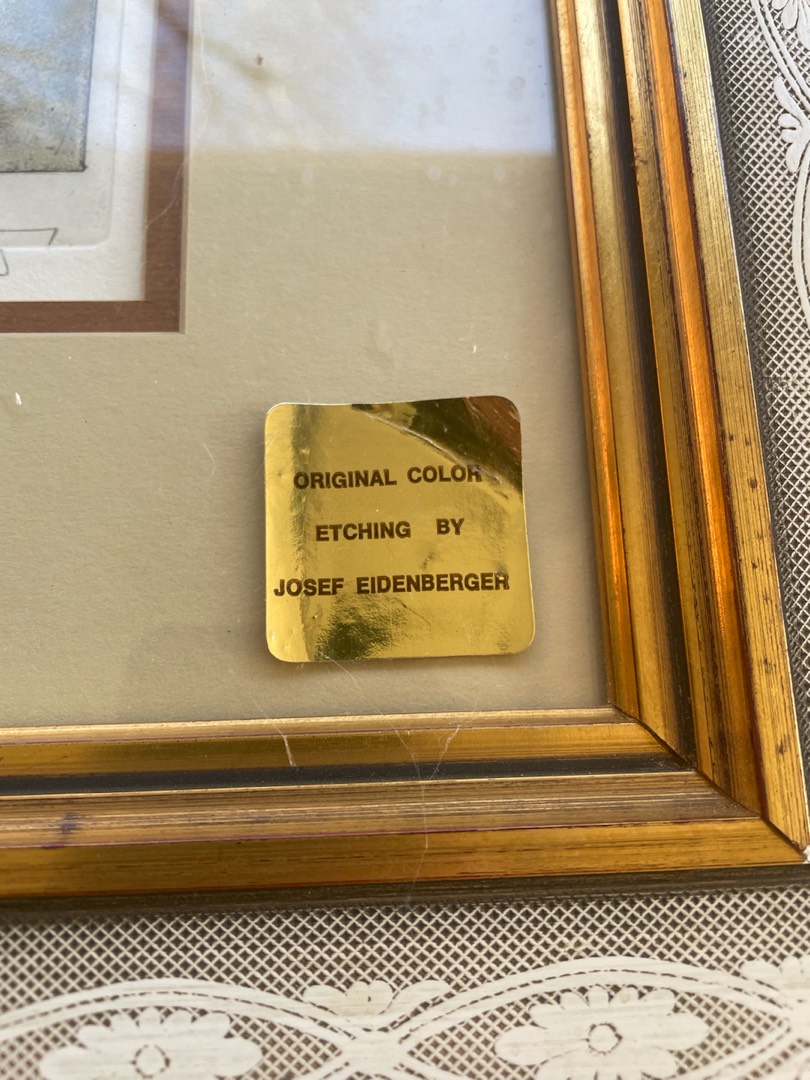 ORIGINAL COLOR
ETCHING BY
JOSEF EIDENBERGER